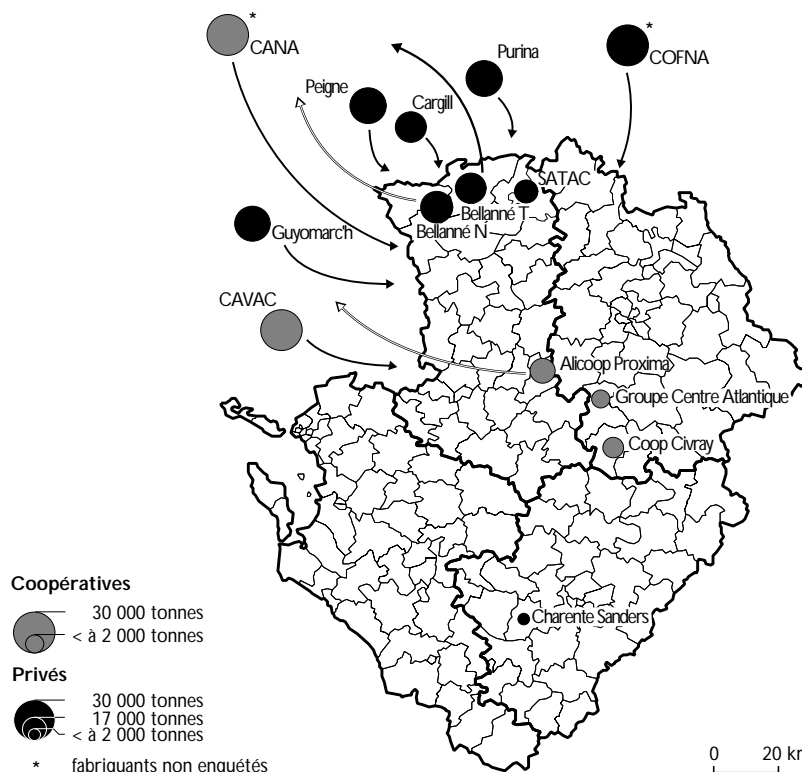 *
CANA
*
COFNA
Purina
Peigne
Cargill
SATAC
Bellanné T
Bellanné N
Guyomarc'h
CAVAC
Alicoop Proxima
Groupe Centre Atlantique
Coop Civray
Charente Sanders
Coopératives
30 000 tonnes
< à 2 000 tonnes
Privés
30 000 tonnes
17 000 tonnes
< à 2 000 tonnes
* fabriquants non enquétés
0 20 km